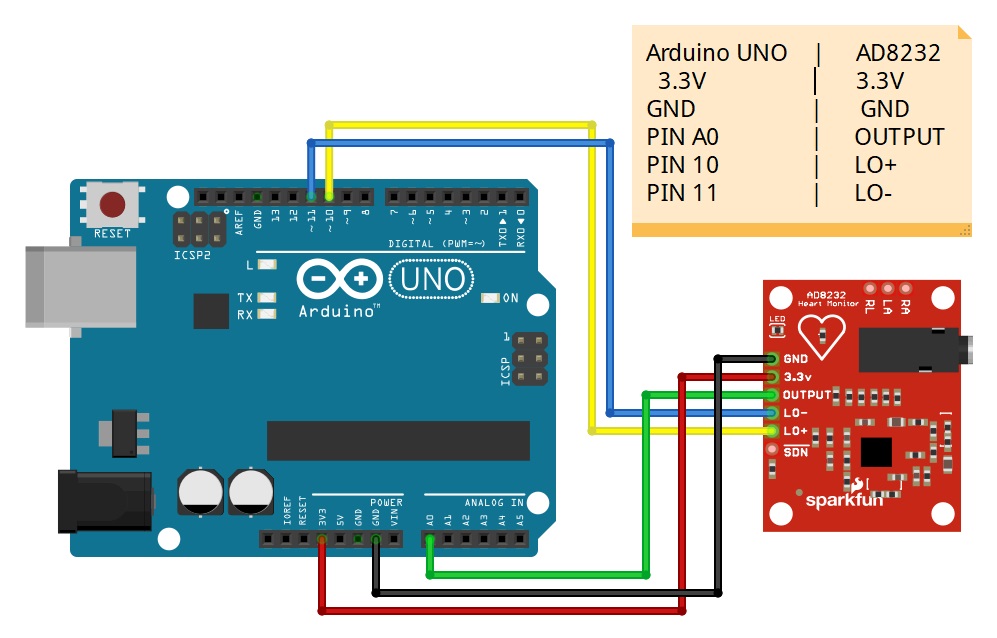 Arduino UNO | AD8232
3.3V | 3.3V
GND | GND
PIN A0 | OUTPUT
PIN 10 | LO+
PIN 11 | LO-
RESET
ICSP2
AREF
GND
13
12
~11
~10
~9
8
7
~6
~5
4
~3
2
TX0▶1
RX0◀0
DIGITAL (PWM=~)
L
TX
RX
UNO
Arduino™
ON
1
ICSP
IOREF
RESET
3V3
5V
GND
GND
VIN
POWER
ANALOG IN
A0
A1
A2
A3
A4
A5
AD8232
Heart Monitor
RL
LA
RA
LED
GND
3.3v
OUTPUT
LO-
LO+
SDN
sparkfun